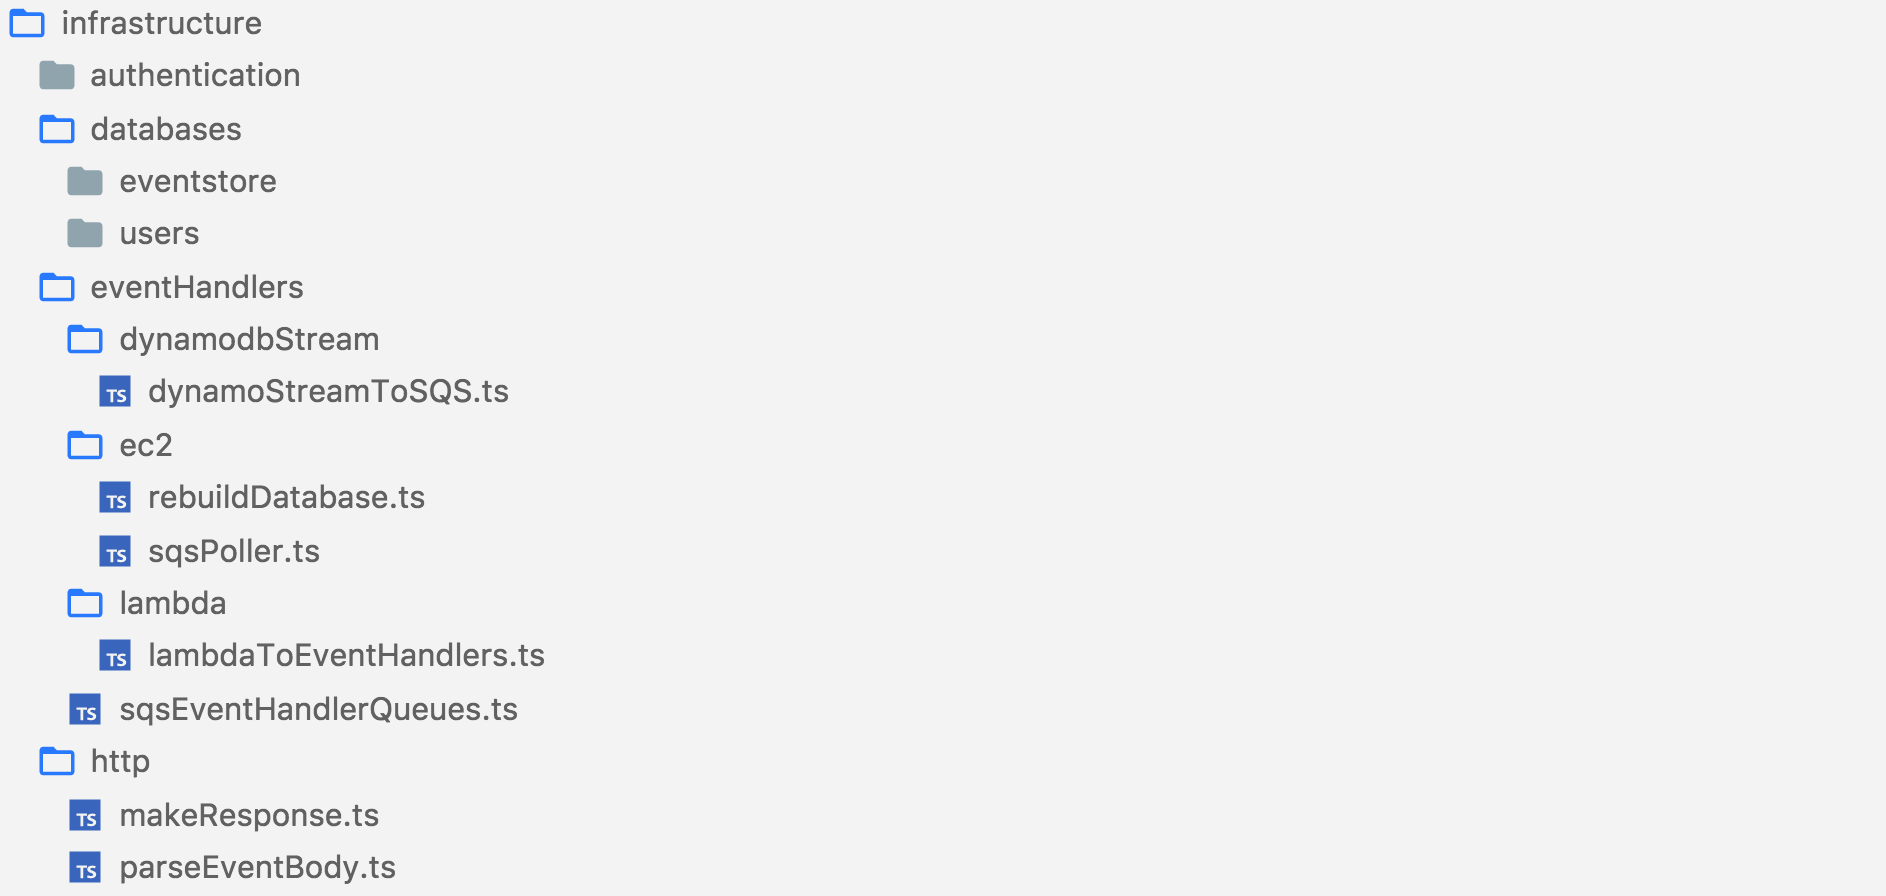 infrastructure
authentication
databases
eventstore
users
eventHandlers
dynamodbStream
TS dynamoStreamToSQS.ts
ec2
TS rebuildDatabase.ts
TS sqsPoller.ts
lambda
TS lambdaToEventHandlers.ts
TS sqsEventHandlerQueues.ts
http
TS makeResponse.ts
TS parseEventBody.ts